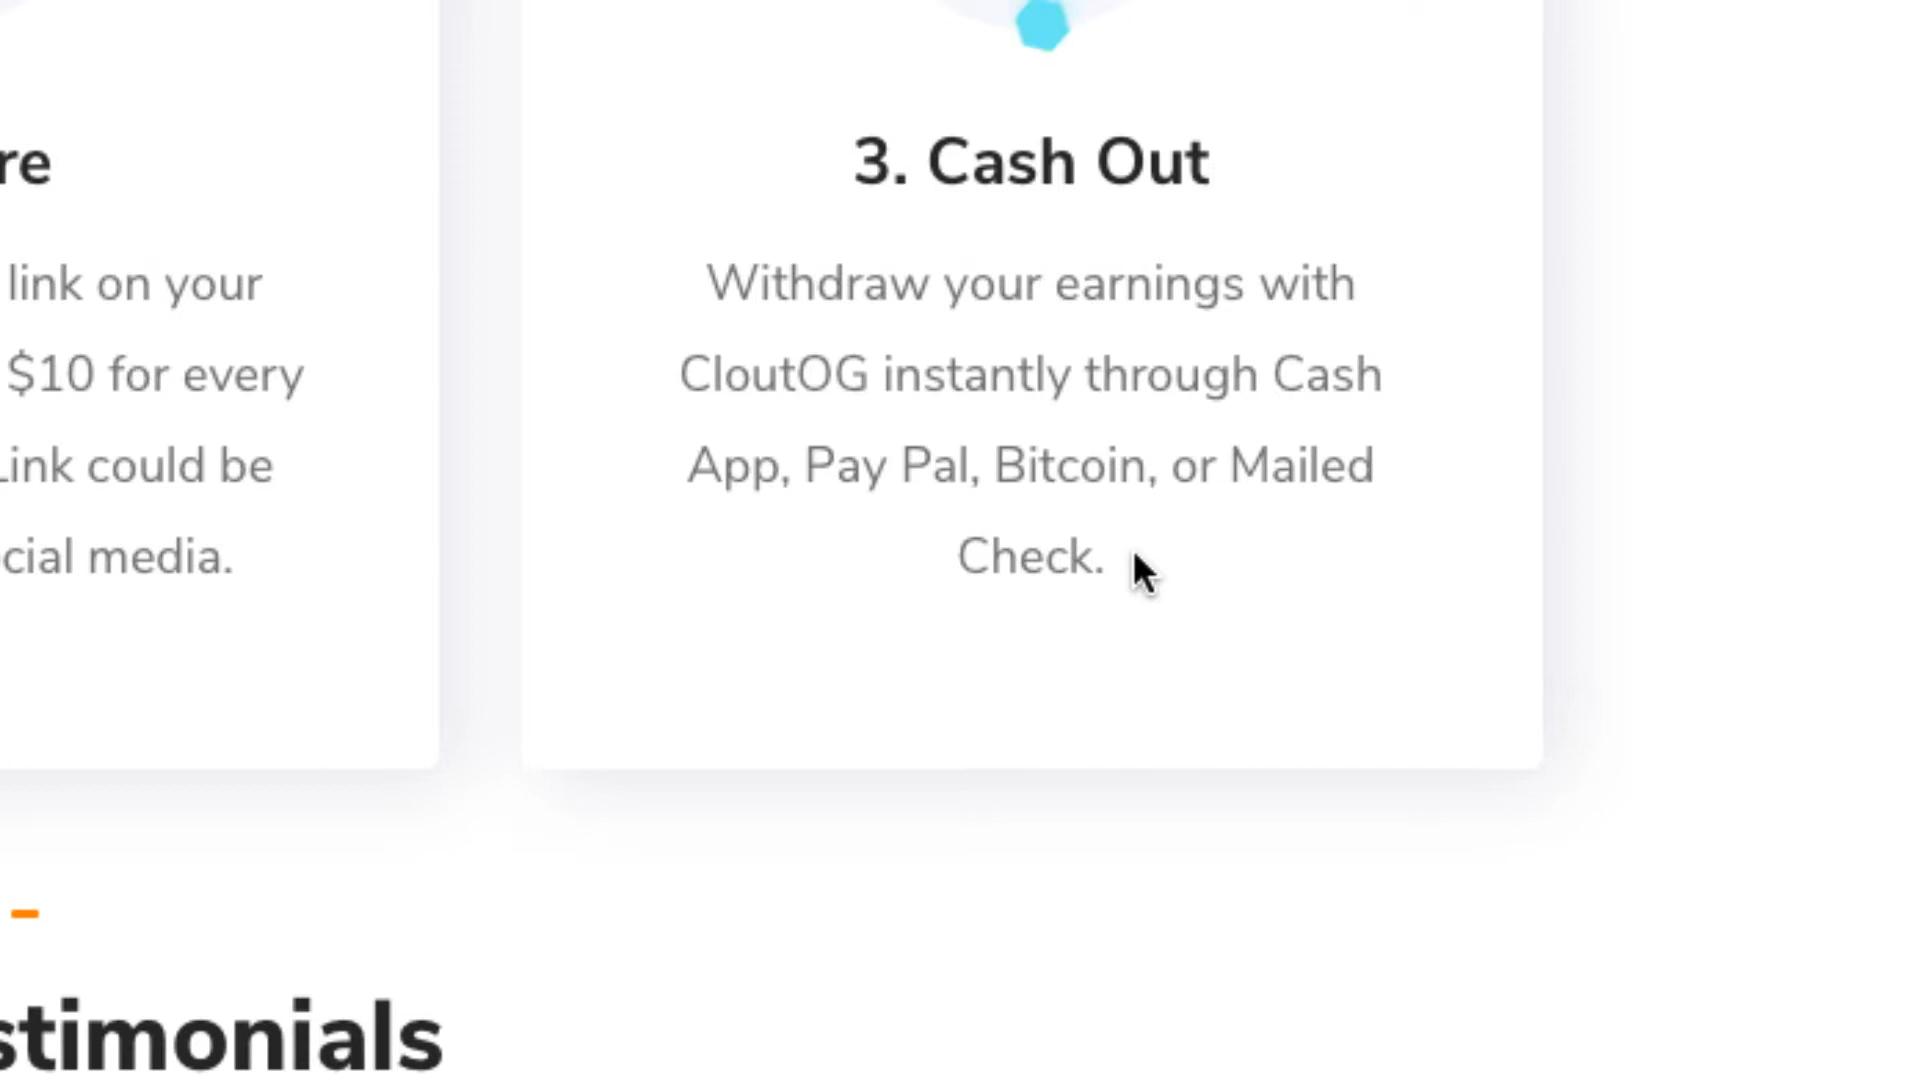 re
link on your
$10 for every
Link could be
cial media.
3. Cash Out
Withdraw your earnings with
CloutOG instantly through Cash
App, Pay Pal, Bitcoin, or Mailed
Check.
stimonials